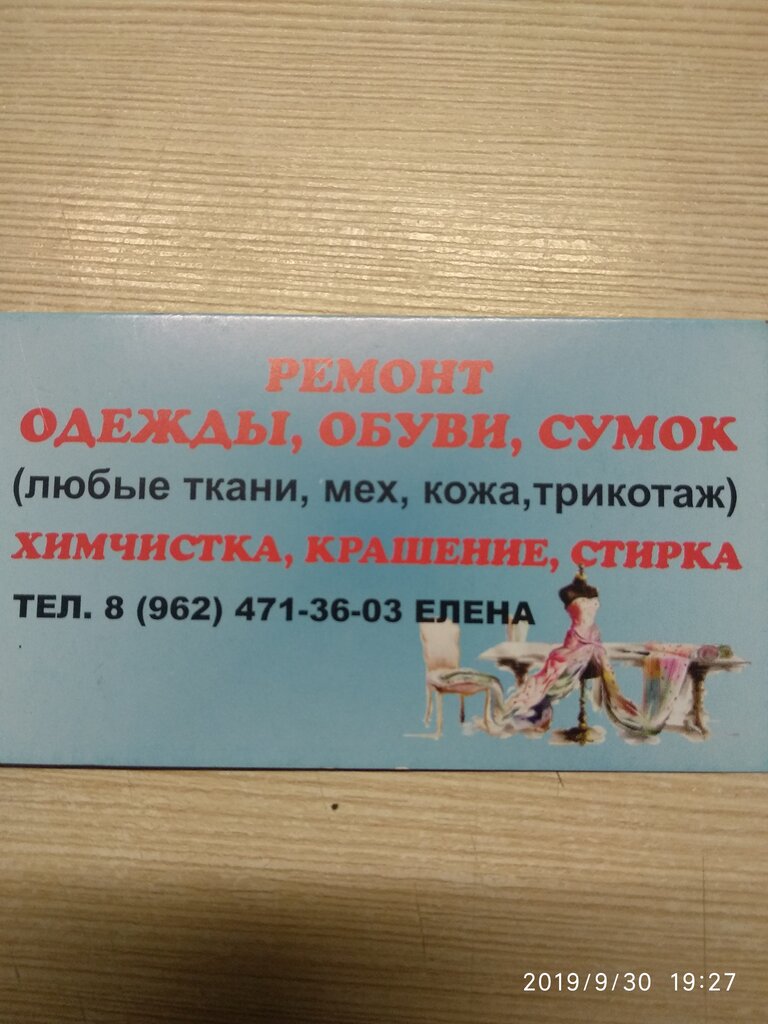 РЕМОНТ
ОДЕЖДЫ, ОБУВИ, СУМОК
(любые ткани, мех, кожа,трикотаж)
ХИМЧИСТКА, КРАШЕНИЕ, СТИРКА
ТЕЛ. 8 (962) 471-36-03 ЕЛЕНА
2019/9/30 19:27